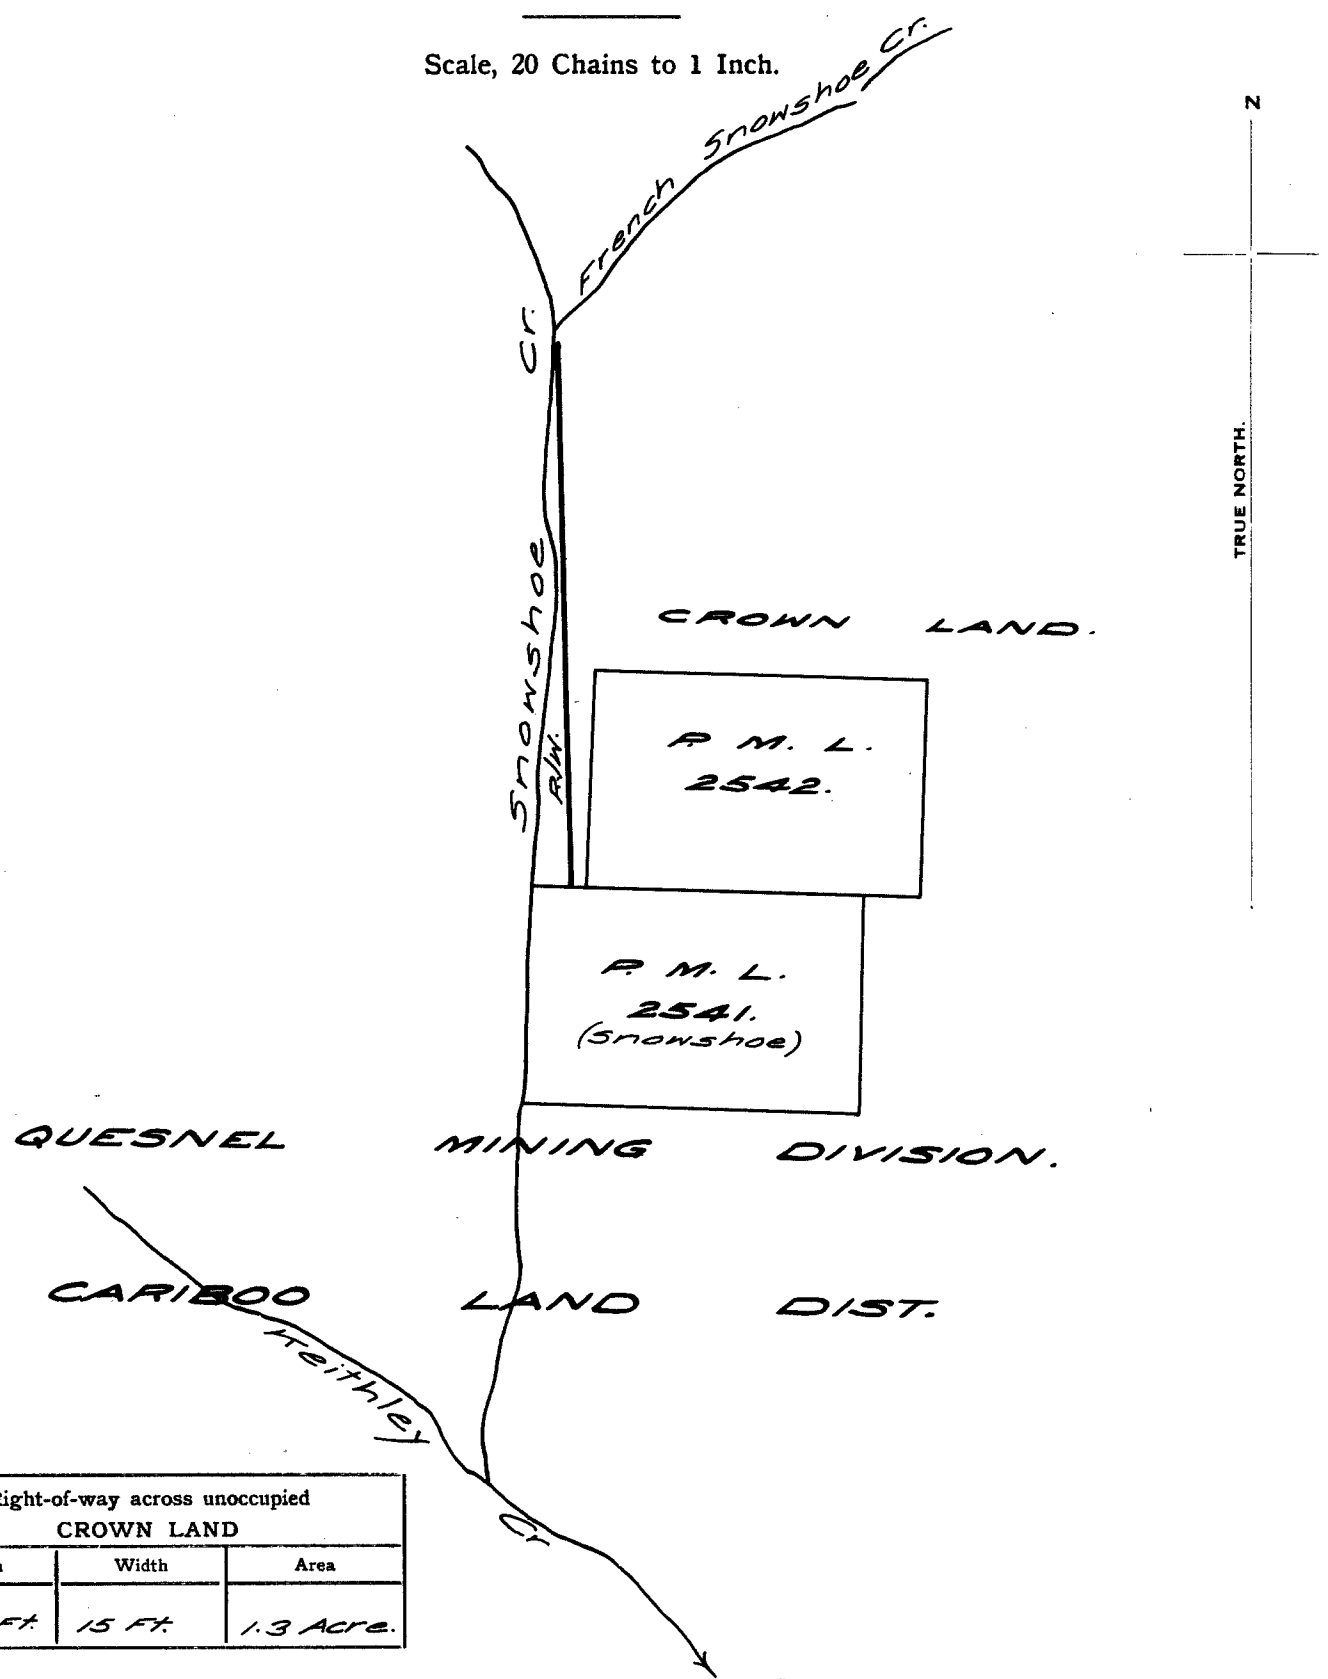 Scale, 20 Chains to 1 Inch.
French Snowshoe Cr.
N
TRUE NORTH.
Snowshoe Cr.
R/W.
CROWN LAND.
P. M. L.
2542.
P. M. L.
2541.
(Snowshoe)
QUESNEL MINING DIVISION.
CARIBOO LAND DIST.
Keithley Cr
Right-of-way across unoccupied
CROWN LAND
Width Area
Ft. 15 Ft. 1.3 Acre.